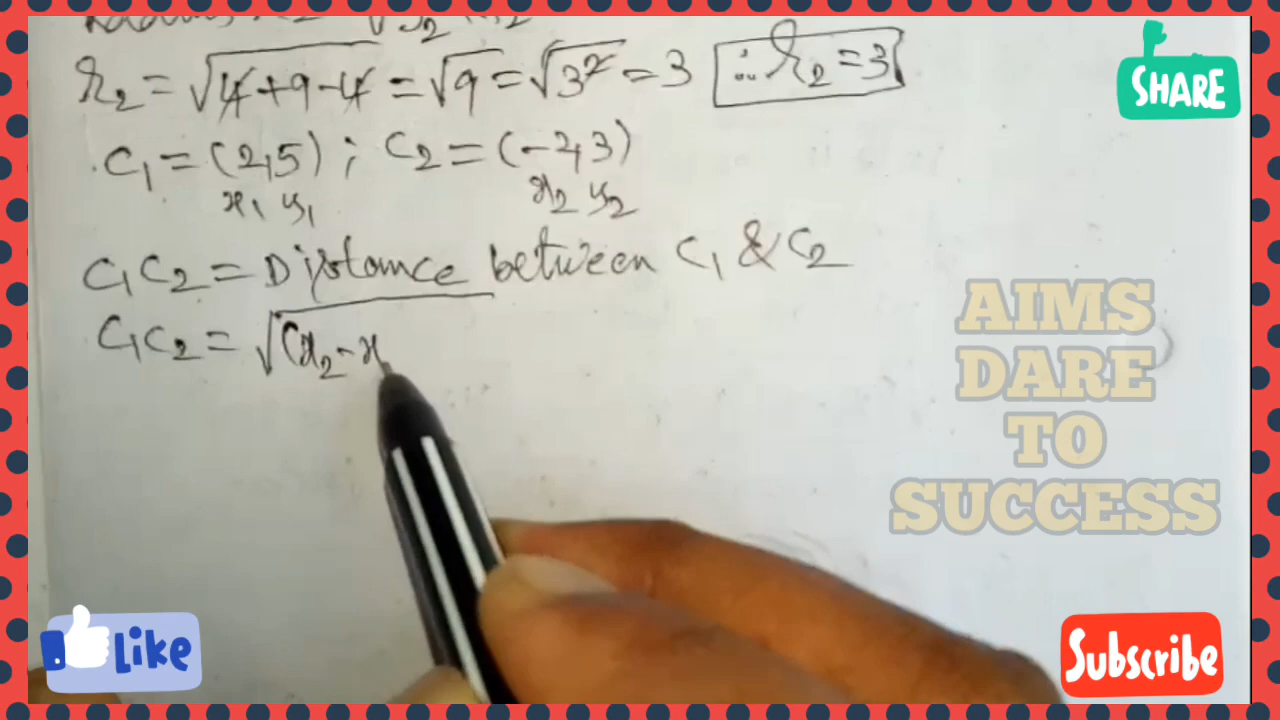 r₂ = √4+9-4 = √9 = √3² = 3 ∴ r₂ = 3
C₁ = (2,5) ; C₂ = (-2,3)
x₁ y₁ x₂ y₂
C₁C₂ = Distance between C₁ & C₂
C₁C₂ = √(x₂-x
SHARE
AIMS
DARE
TO
SUCCESS
Like
Subscribe